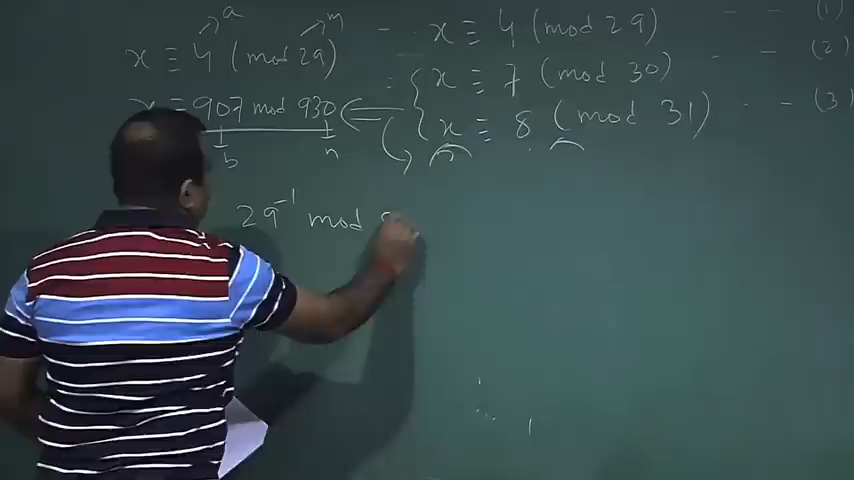 a m
x ≡ 4 (mod 29) - - x ≡ 4 (mod 29) - - (1)
x ≡ 7 (mod 30) - - (2)
x ≡ 907 mod 930 x ≡ 8 (mod 31) - - (3)
b n
29⁻¹ mod